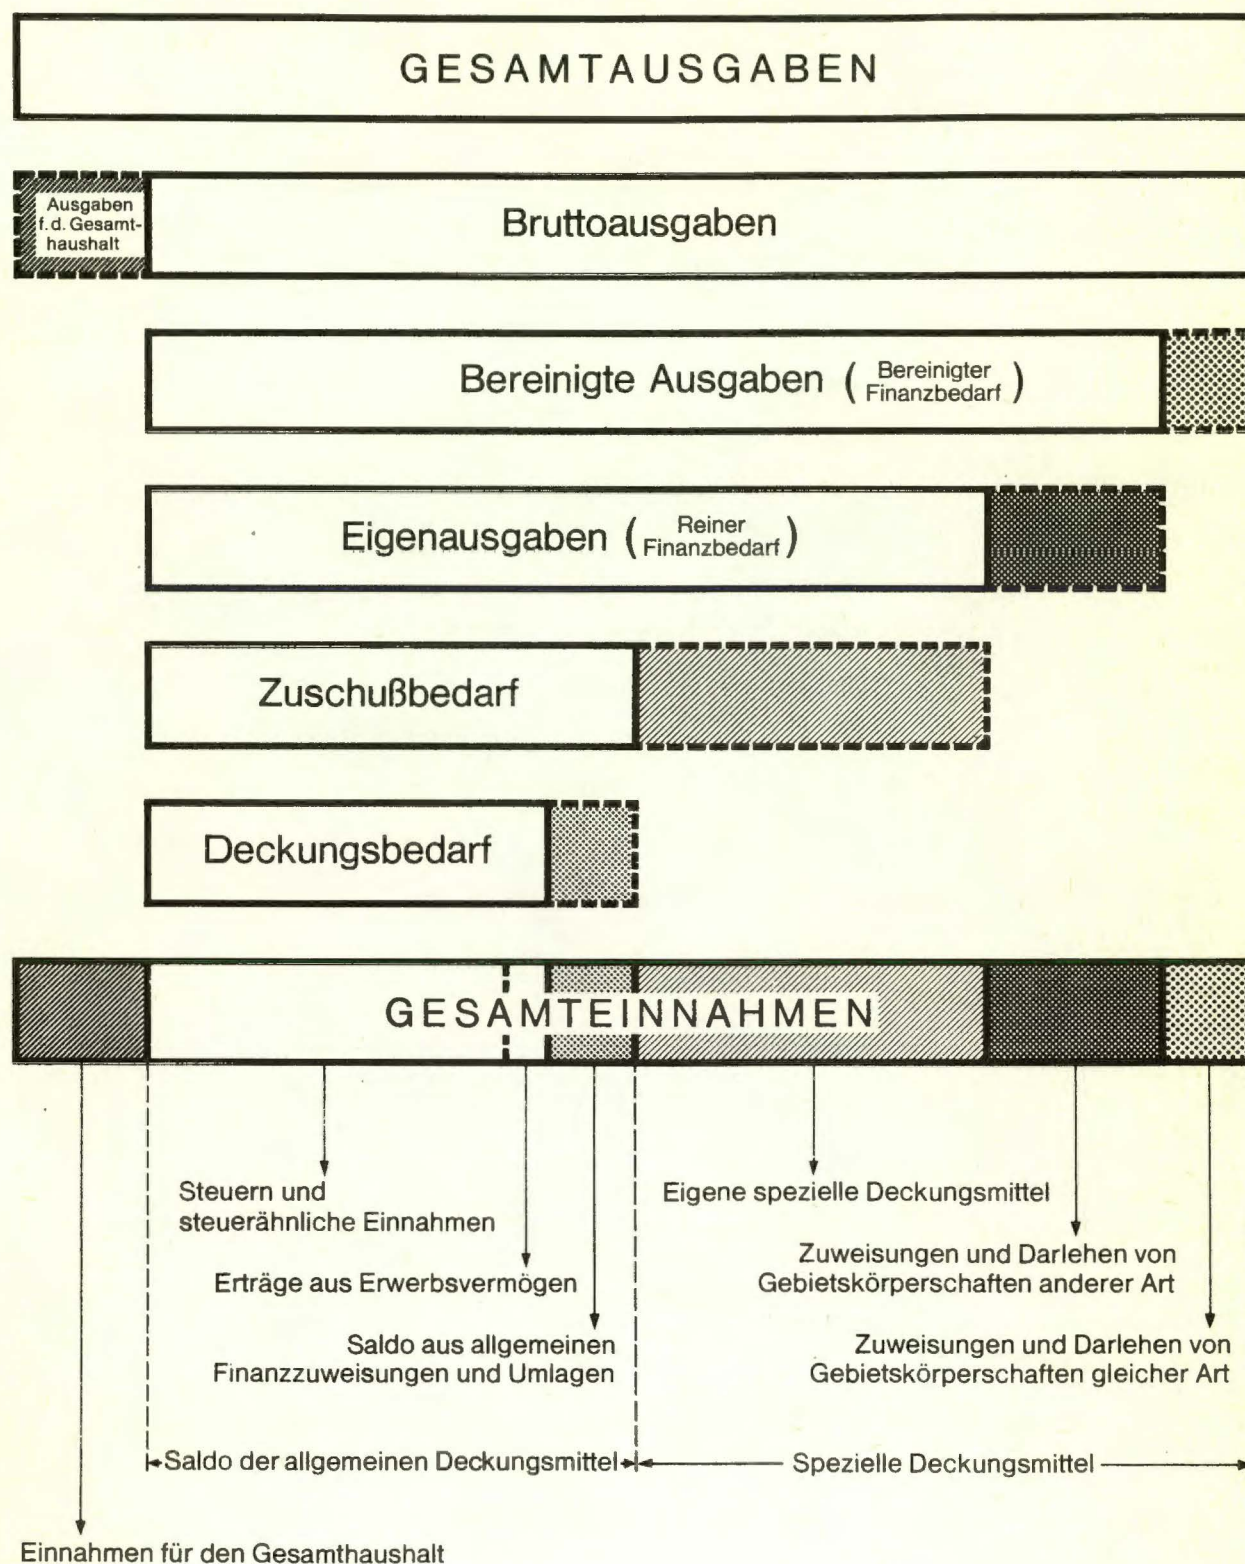 GESAMTAUSGABEN
Ausgaben
f.d. Gesamt-
haushalt
Bruttoausgaben
Bereinigte Ausgaben ( Bereinigter
Finanzbedarf )
Eigenausgaben ( Reiner
Finanzbedarf )
Zuschußbedarf
Deckungsbedarf
GESAMTEINNAHMEN
Steuern und
steuerähnliche Einnahmen
Eigene spezielle Deckungsmittel
Zuweisungen und Darlehen von
Gebietskörperschaften anderer Art
Erträge aus Erwerbsvermögen
Saldo aus allgemeinen
Finanzzuweisungen und Umlagen
Zuweisungen und Darlehen von
Gebietskörperschaften gleicher Art
Saldo der allgemeinen Deckungsmittel
Spezielle Deckungsmittel
Einnahmen für den Gesamthaushalt